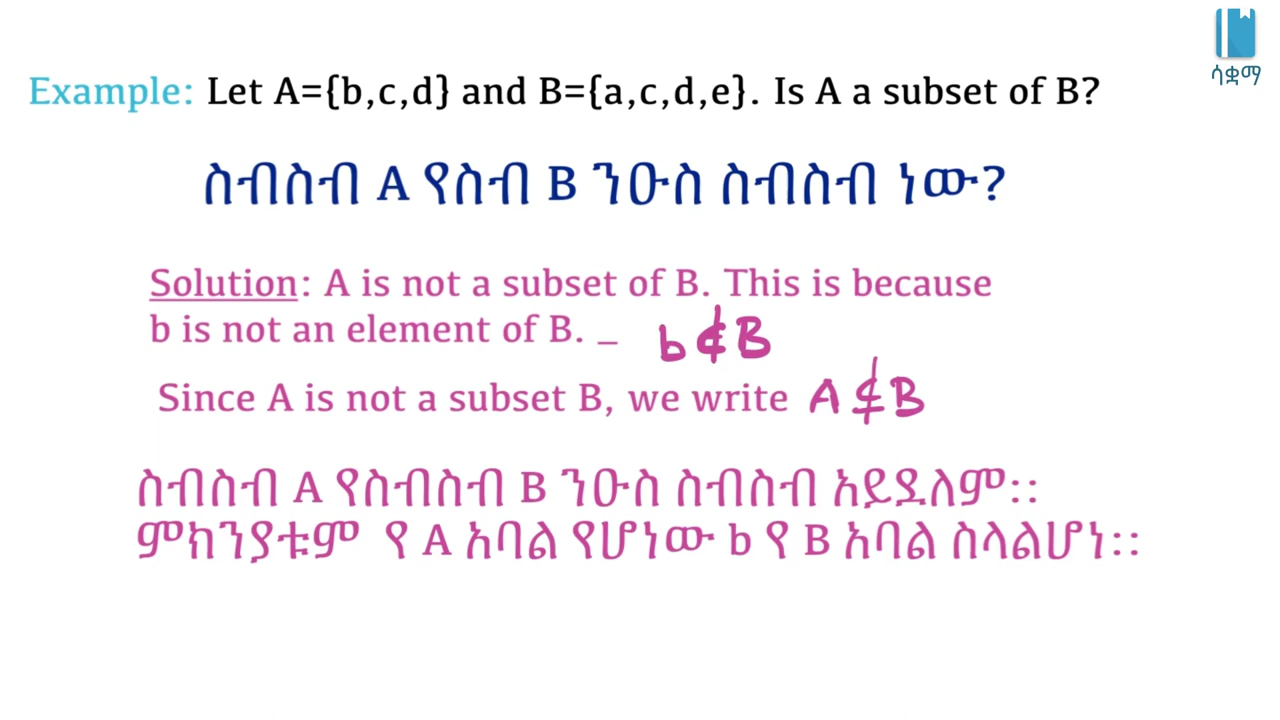 ሳቋማ
Example: Let A={b,c,d} and B={a,c,d,e}. Is A a subset of B?
ስብስብ A የስብ B ንዑስ ስብስብ ነው?
Solution: A is not a subset of B. This is because
b is not an element of B. _ b ∉ B
Since A is not a subset B, we write A ⊈ B
ስብስብ A የስብስብ B ንዑስ ስብስብ አይደለም::
ምክንያቱም የ A አባል የሆነው b የ B አባል ስላልሆነ::